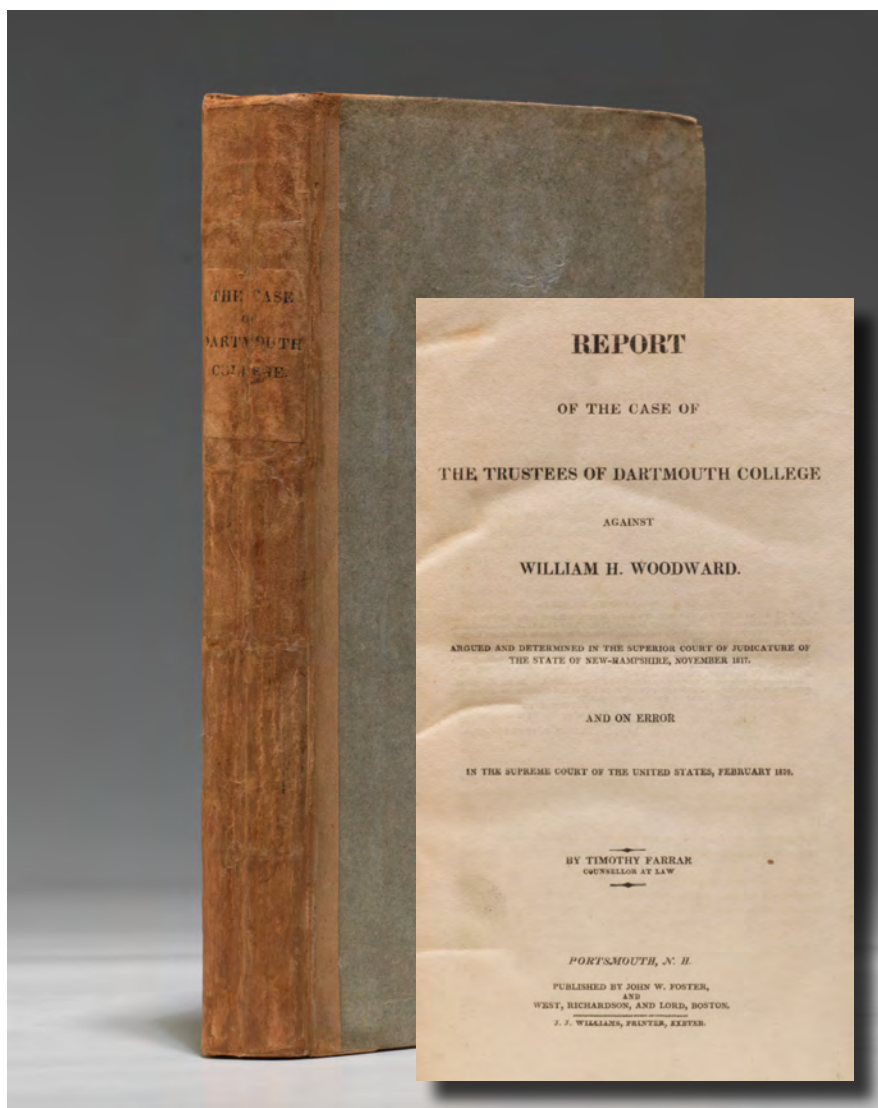 THE CASE
OF
DARTMOUTH
COLLEGE.
REPORT
OF THE CASE OF
THE TRUSTEES OF DARTMOUTH COLLEGE
AGAINST
WILLIAM H. WOODWARD.
ARGUED AND DETERMINED IN THE SUPERIOR COURT OF JUDICATURE OF
THE STATE OF NEW-HAMPSHIRE, NOVEMBER 1817.
AND ON ERROR
IN THE SUPREME COURT OF THE UNITED STATES, FEBRUARY 1819.
BY TIMOTHY FARRAR
COUNSELLOR AT LAW
PORTSMOUTH, N. H.
PUBLISHED BY JOHN W. FOSTER,
AND
WEST, RICHARDSON, AND LORD, BOSTON.
J. J. WILLIAMS, PRINTER, EXETER.